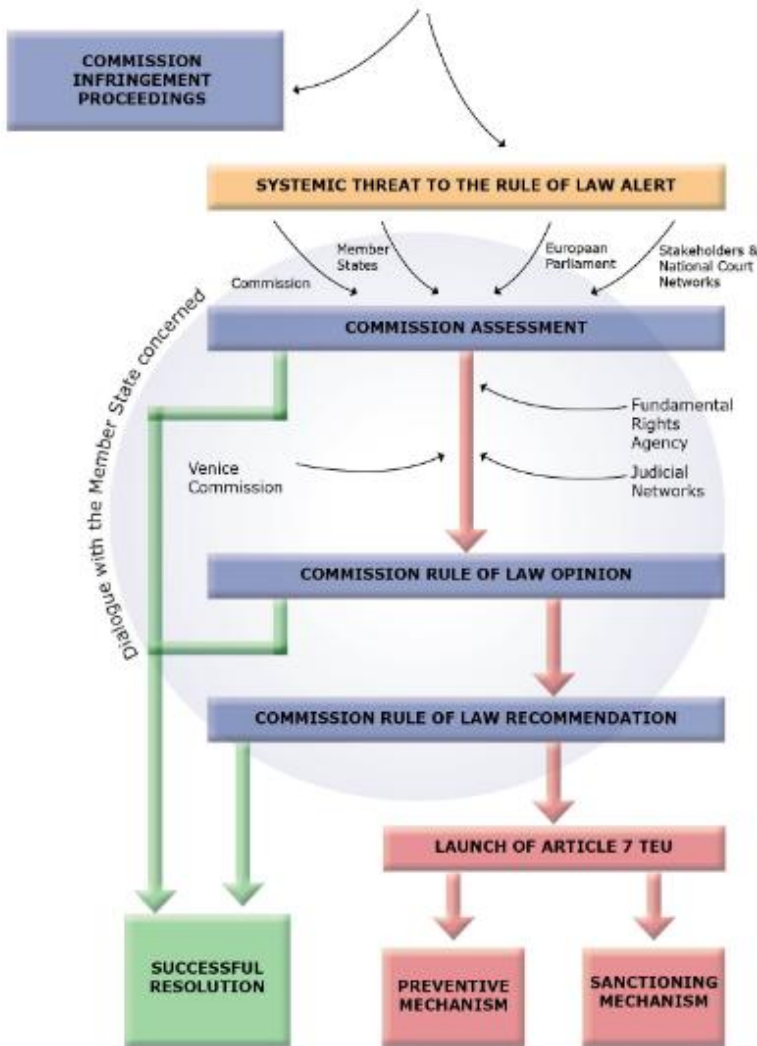 COMMISSION
INFRINGEMENT
PROCEEDINGS
SYSTEMIC THREAT TO THE RULE OF LAW ALERT
Commission
Member
States
Europaan
Parliament
Stakeholders &
National Court
Networks
COMMISSION ASSESSMENT
Dialogue with the Member State concerned
Fundamental
Rights
Agency
Venice
Commission
Judicial
Networks
COMMISSION RULE OF LAW OPINION
COMMISSION RULE OF LAW RECOMMENDATION
LAUNCH OF ARTICLE 7 TEU
SUCCESSFUL
RESOLUTION
PREVENTIVE
MECHANISM
SANCTIONING
MECHANISM